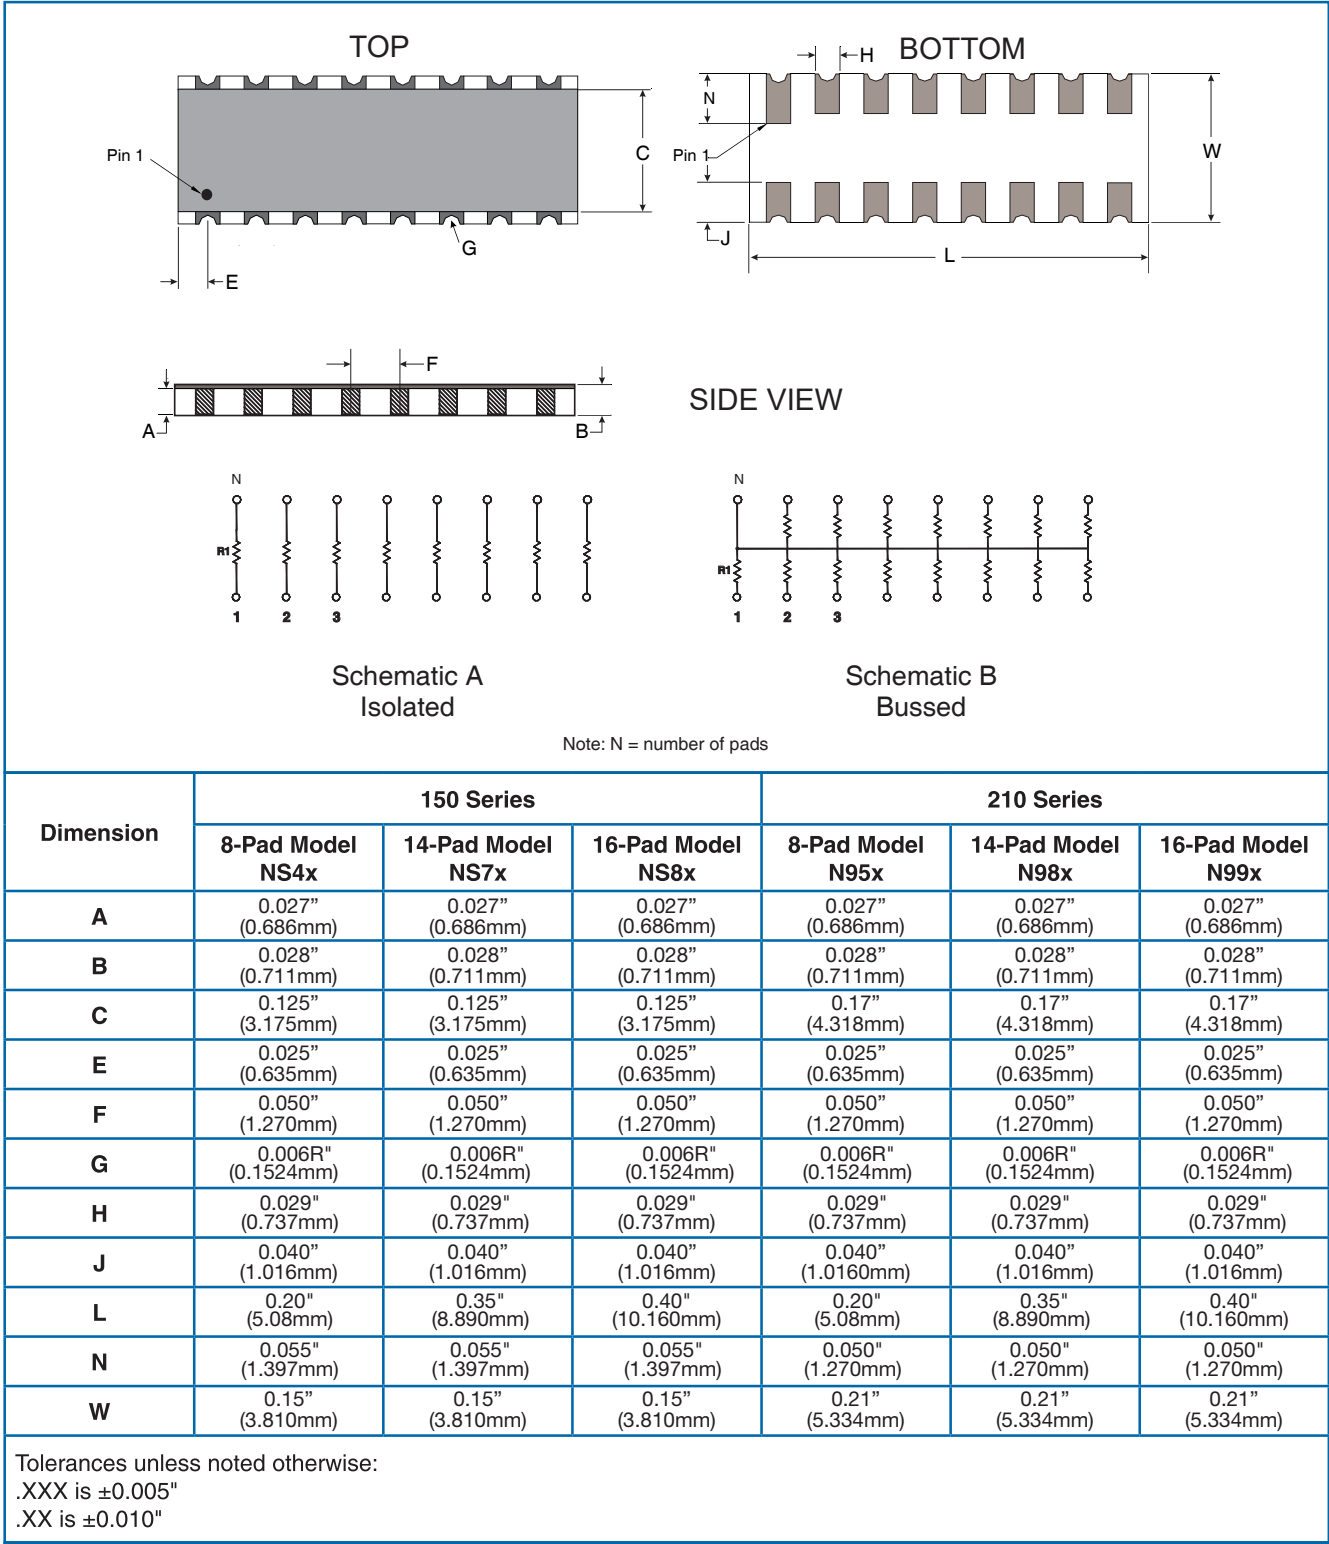 TOP
BOTTOM
H
N
Pin 1
C
Pin 1
W
G
J
L
E
F
SIDE VIEW
A
B
N
N
R1
R1
1 2 3
1 2 3
Schematic A
Isolated
Schematic B
Bussed
Note: N = number of pads
Dimension
150 Series
210 Series
8-Pad Model
NS4x
14-Pad Model
NS7x
16-Pad Model
NS8x
8-Pad Model
N95x
14-Pad Model
N98x
16-Pad Model
N99x
A
0.027” 0.027” 0.027” 0.027” 0.027” 0.027”
(0.686mm) (0.686mm) (0.686mm) (0.686mm) (0.686mm) (0.686mm)
B
0.028” 0.028” 0.028” 0.028” 0.028” 0.028”
(0.711mm) (0.711mm) (0.711mm) (0.711mm) (0.711mm) (0.711mm)
C
0.125” 0.125” 0.125” 0.17” 0.17” 0.17”
(3.175mm) (3.175mm) (3.175mm) (4.318mm) (4.318mm) (4.318mm)
E
0.025” 0.025” 0.025” 0.025” 0.025” 0.025”
(0.635mm) (0.635mm) (0.635mm) (0.635mm) (0.635mm) (0.635mm)
F
0.050” 0.050” 0.050” 0.050” 0.050” 0.050”
(1.270mm) (1.270mm) (1.270mm) (1.270mm) (1.270mm) (1.270mm)
G
0.006R" 0.006R" 0.006R" 0.006R" 0.006R" 0.006R"
(0.1524mm) (0.1524mm) (0.1524mm) (0.1524mm) (0.1524mm) (0.1524mm)
H
0.029" 0.029" 0.029" 0.029" 0.029" 0.029"
(0.737mm) (0.737mm) (0.737mm) (0.737mm) (0.737mm) (0.737mm)
J
0.040” 0.040” 0.040” 0.040” 0.040” 0.040”
(1.016mm) (1.016mm) (1.016mm) (1.0160mm) (1.016mm) (1.016mm)
L
0.20" 0.35" 0.40" 0.20" 0.35" 0.40"
(5.08mm) (8.890mm) (10.160mm) (5.08mm) (8.890mm) (10.160mm)
N
0.055" 0.055" 0.055" 0.050" 0.050" 0.050"
(1.397mm) (1.397mm) (1.397mm) (1.270mm) (1.270mm) (1.270mm)
W
0.15” 0.15” 0.15” 0.21” 0.21” 0.21”
(3.810mm) (3.810mm) (3.810mm) (5.334mm) (5.334mm) (5.334mm)
Tolerances unless noted otherwise:
.XXX is ±0.005"
.XX is ±0.010"